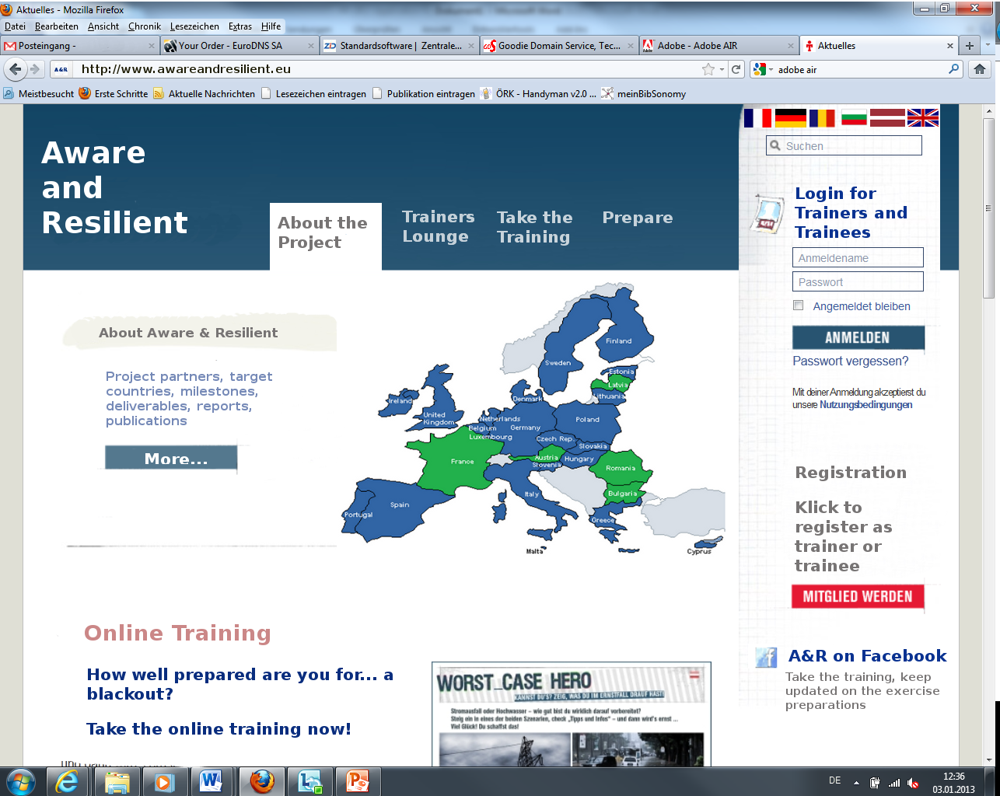 Aktuelles - Mozilla Firefox
Datei Bearbeiten Ansicht Chronik Lesezeichen Extras Hilfe
Posteingang -
Your Order - EuroDNS SA
Standardsoftware | Zentrale...
Goodie Domain Service, Tec...
Adobe - Adobe AIR
Aktuelles
A&R http://www.awareandresilient.eu
adobe air
Meistbesucht Erste Schritte Aktuelle Nachrichten Lesezeichen eintragen Publikation eintragen ÖRK - Handyman v2.0 ... meinBibSonomy
Aware
and
Resilient
About the
Project
Trainers
Lounge
Take the
Training
Prepare
Suchen
Login for
Trainers and
Trainees
Anmeldename
Passwort
Angemeldet bleiben
ANMELDEN
Passwort vergessen?
Mit deiner Anmeldung akzeptierst du
unsere Nutzungsbedingungen
Registration
Klick to
register as
trainer or
trainee
MITGLIED WERDEN
A&R on Facebook
Take the training, keep
updated on the exercise
preparations
About Aware & Resilient
Project partners, target
countries, milestones,
deliverables, reports,
publications
More...
Finland
Sweden
Estonia
Latvia
Lithuania
Denmark
Ireland
United
Kingdom
Netherlands
Belgium
Luxembourg
Germany
Poland
Czech Rep.
Slovakia
Austria
Hungary
Slovenia
France
Romania
Bulgaria
Italy
Spain
Portugal
Greece
Malta
Cyprus
Online Training
How well prepared are you for... a
blackout?
Take the online training now!
WORST_CASE HERO
KANNST DU'S? ZEIG, WAS DU IM ERNSTFALL DRAUF HAST!
Stromausfall oder Hochwasser – wie gut bist du wirklich darauf vorbereitet?
Steig ein in eines der beiden Szenarien, check „Tipps und Infos“ – und dann wird's ernst ...
Viel Glück! Du schaffst das!
DE
12:36
03.01.2013